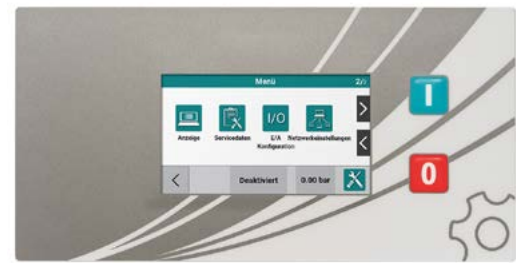 Menü 2/7
Anzeige Servicedaten E/A Netzwerkeinstellungen
Konfiguration
I/O
Deaktiviert 0.00 bar
I
0